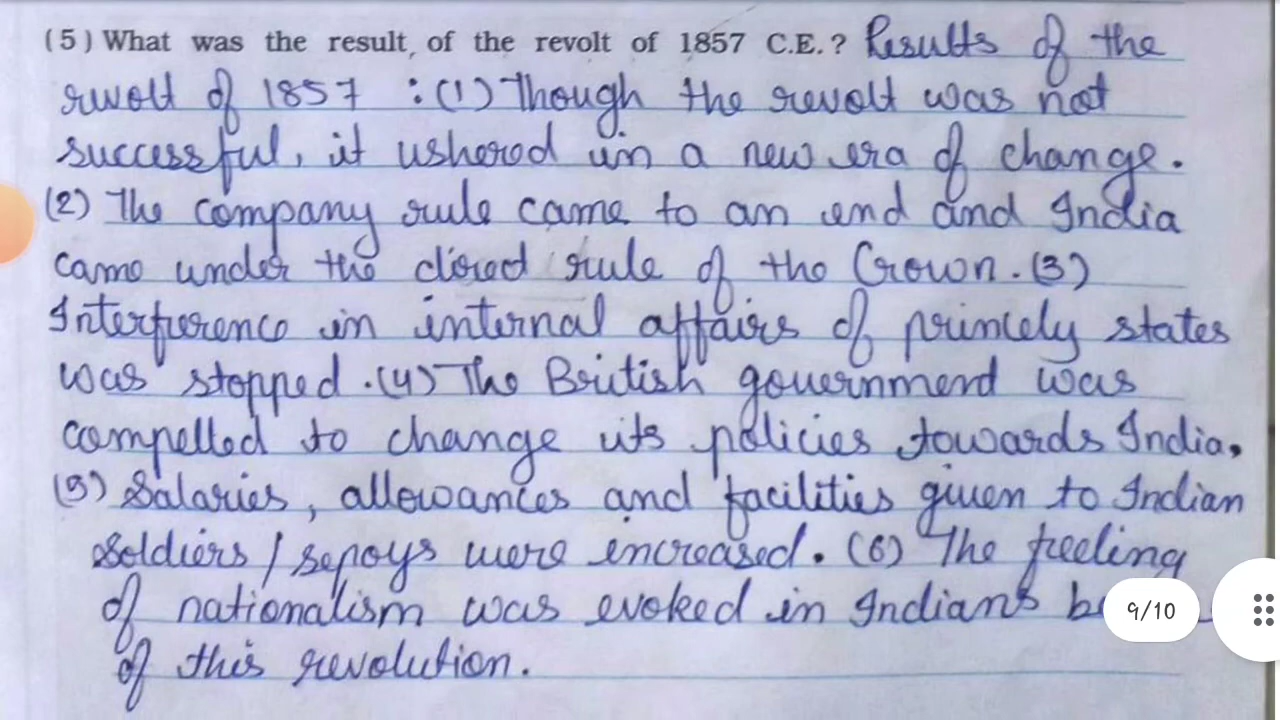 (5) What was the result of the revolt of 1857 C.E.? Results of the
revolt of 1857 : (1) Though the revolt was not
successful, it ushered in a new era of change.
(2) The company rule came to an end and India
came under the direct rule of the Crown. (3)
Interference in internal affairs of princely states
was stopped. (4) The British government was
compelled to change its policies towards India.
(5) Salaries, allowances and facilities given to Indian
soldiers / sepoys were increased. (6) The feeling
of nationalism was evoked in Indians
of this revolution.
9/10